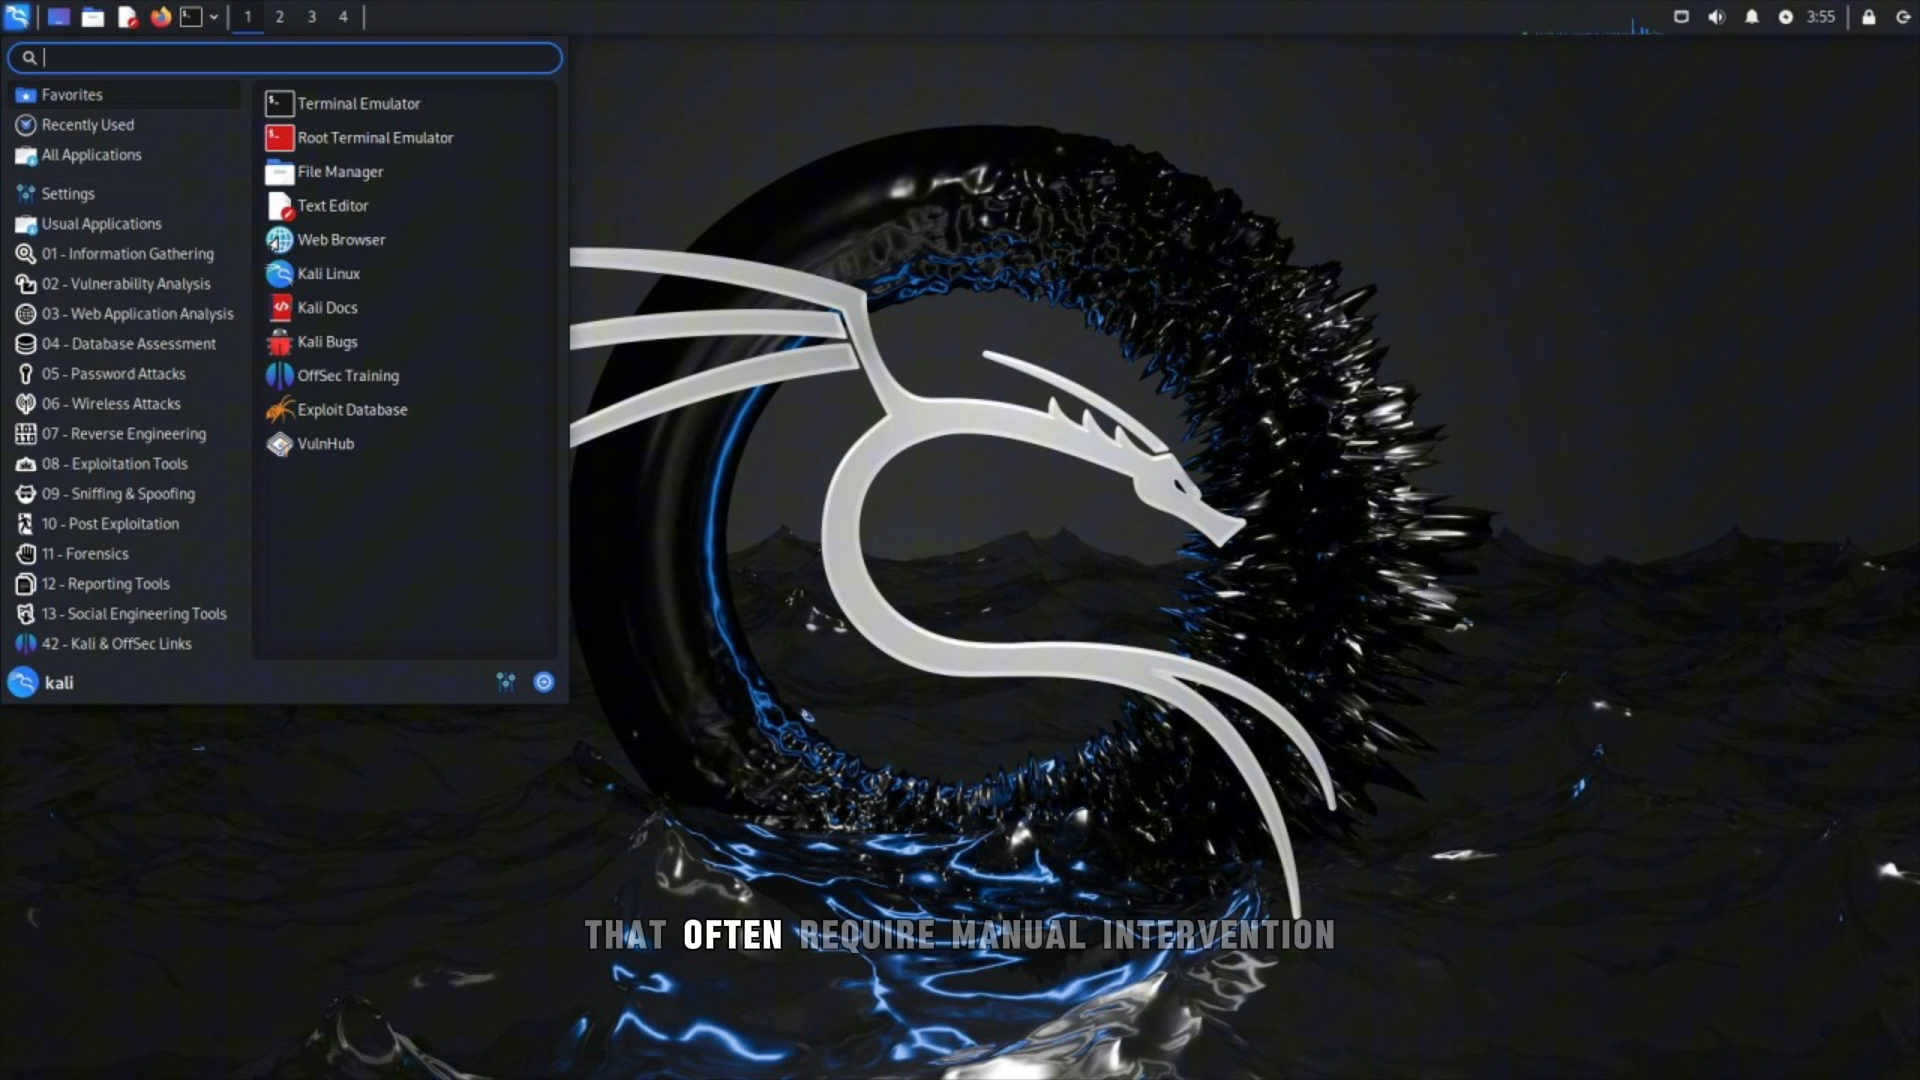 1 2 3 4
3:55
Favorites
Recently Used
All Applications
Settings
Usual Applications
01 - Information Gathering
02 - Vulnerability Analysis
03 - Web Application Analysis
04 - Database Assessment
05 - Password Attacks
06 - Wireless Attacks
07 - Reverse Engineering
08 - Exploitation Tools
09 - Sniffing & Spoofing
10 - Post Exploitation
11 - Forensics
12 - Reporting Tools
13 - Social Engineering Tools
42 - Kali & OffSec Links
Terminal Emulator
Root Terminal Emulator
File Manager
Text Editor
Web Browser
Kali Linux
Kali Docs
Kali Bugs
OffSec Training
Exploit Database
VulnHub
kali
THAT OFTEN REQUIRE MANUAL INTERVENTION